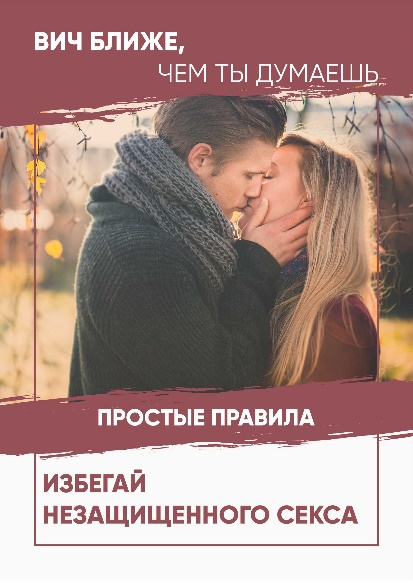 ВИЧ БЛИЖЕ,
ЧЕМ ТЫ ДУМАЕШЬ
ПРОСТЫЕ ПРАВИЛА
ИЗБЕГАЙ
НЕЗАЩИЩЕННОГО СЕКСА